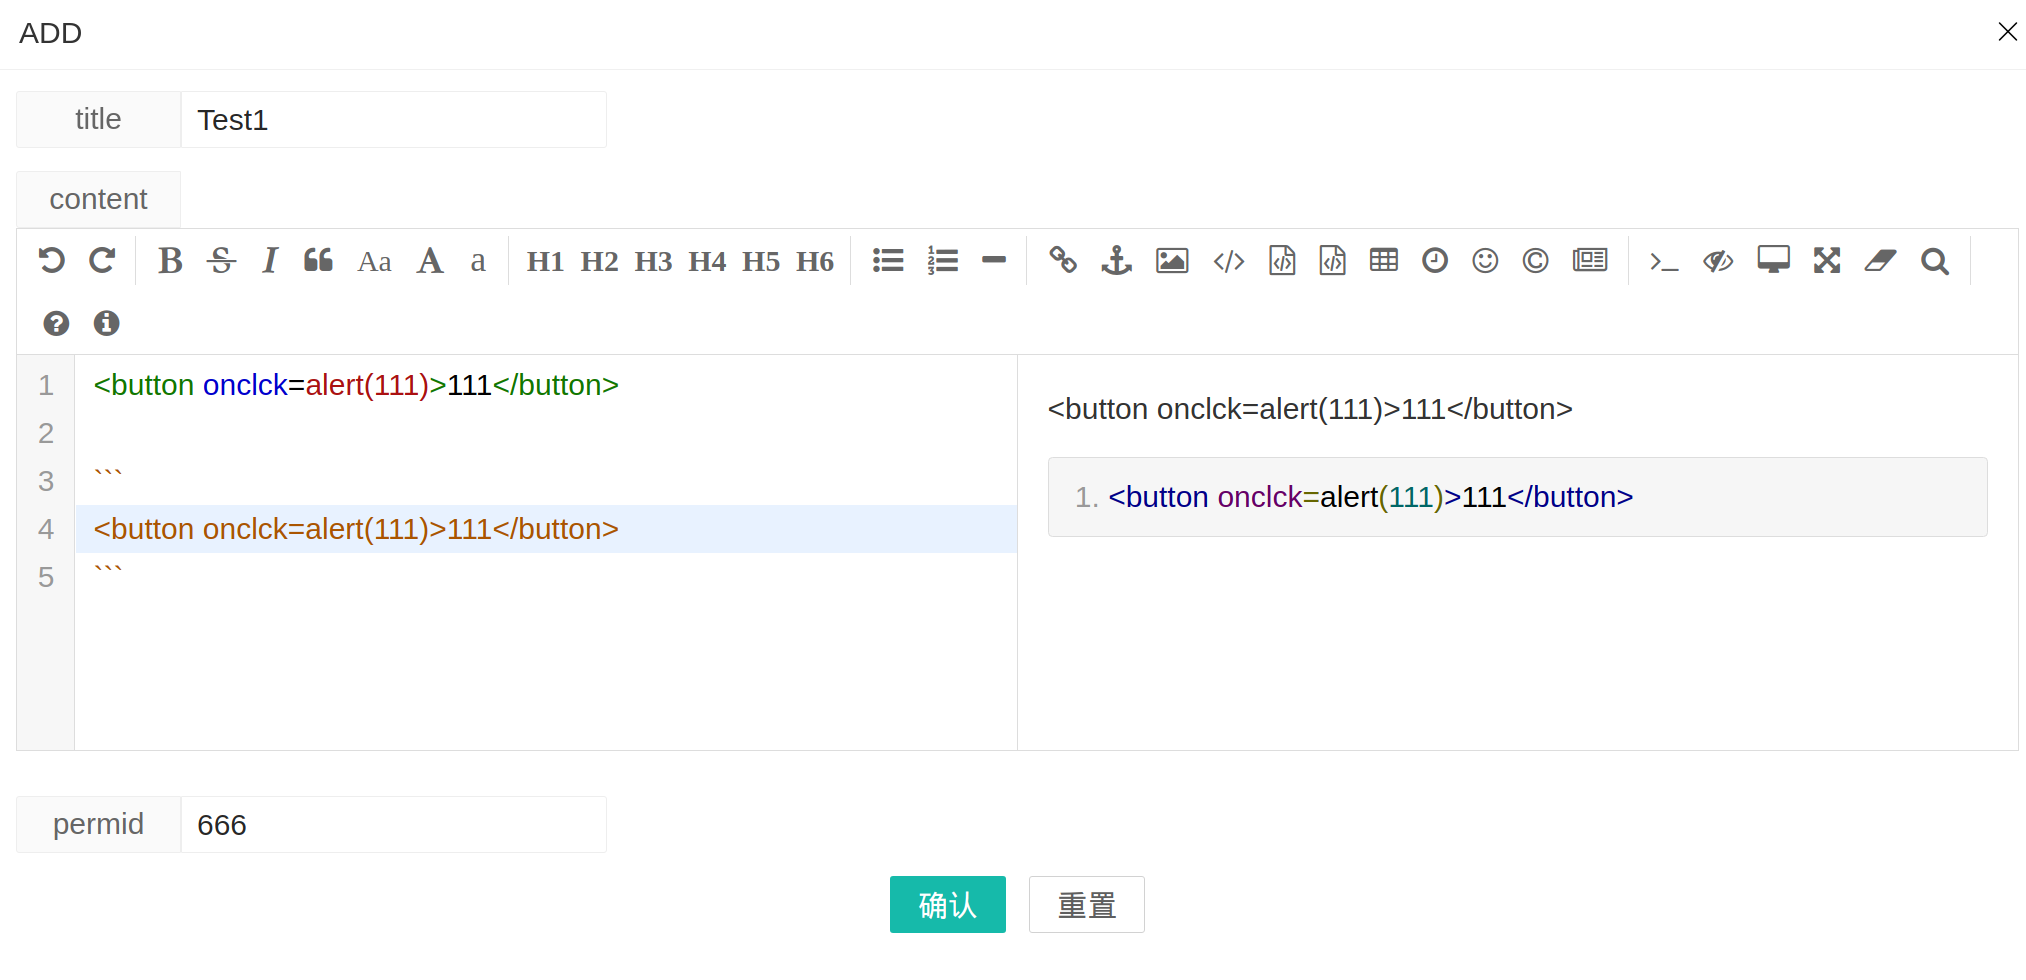 ADD
title Test1
content
B S I Aa A a H1 H2 H3 H4 H5 H6
1 <button onclck=alert(111)>111</button>
2
3 ```
4 <button onclck=alert(111)>111</button>
5 ```
<button onclck=alert(111)>111</button>
1. <button onclck=alert(111)>111</button>
permid 666
确认 重置